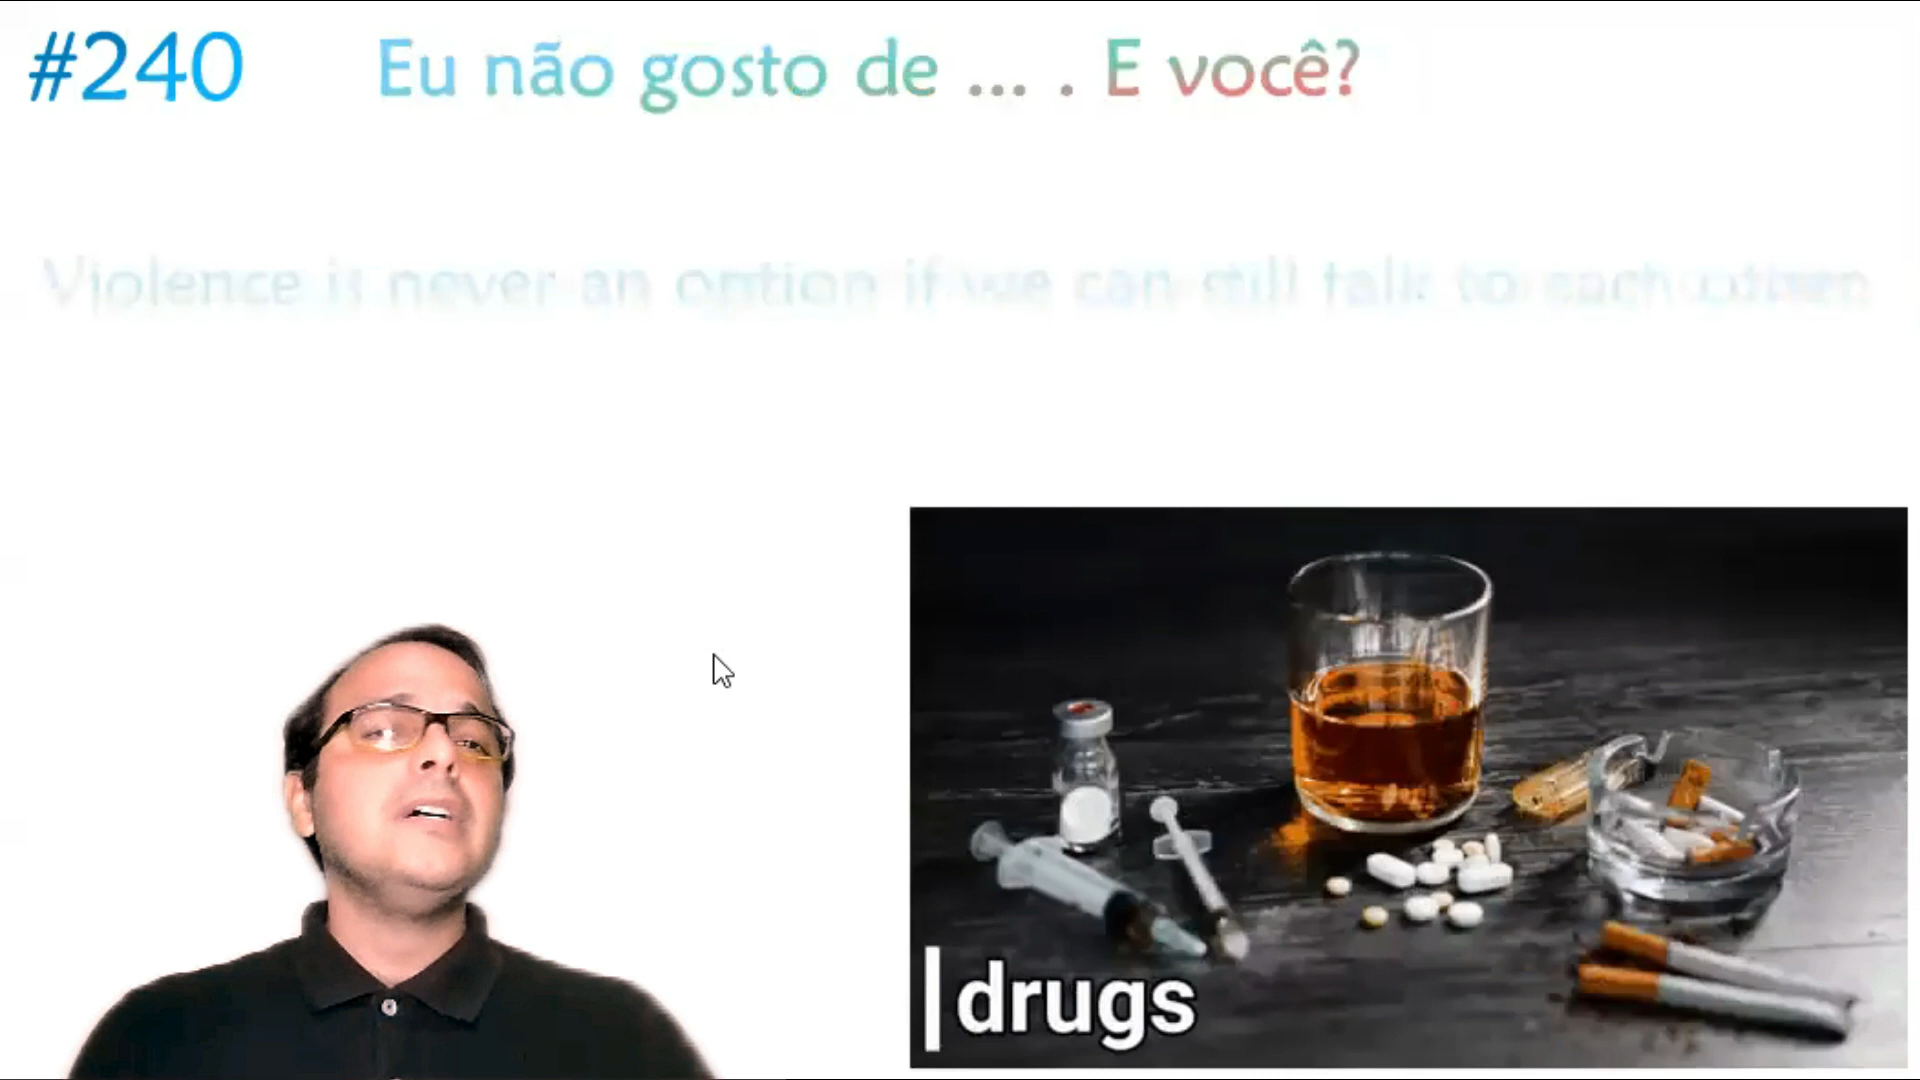 #240 Eu não gosto de ... . E você?
Violence is never an option if we can still talk to each other
drugs